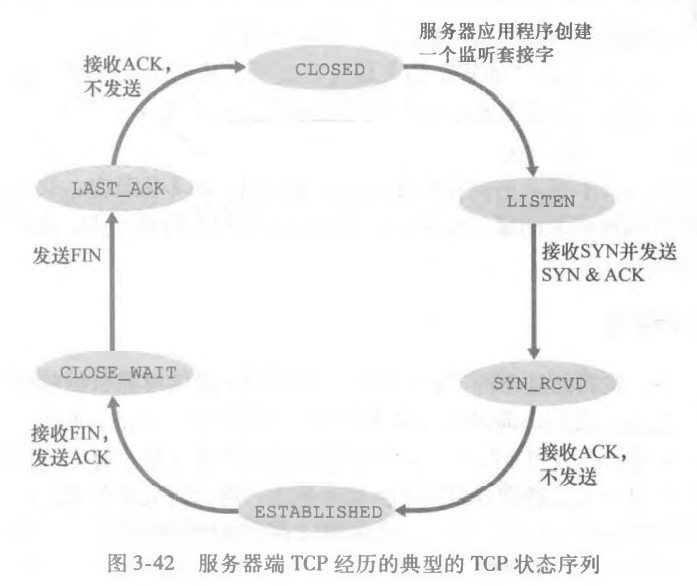 服务器应用程序创建
一个监听套接字
接收ACK，
不发送
CLOSED
LAST_ACK
LISTEN
发送FIN
接收SYN并发送
SYN & ACK
CLOSE_WAIT
SYN_RCVD
接收FIN，
发送ACK
接收ACK，
不发送
ESTABLISHED
图 3-42 服务器端 TCP 经历的典型的 TCP 状态序列